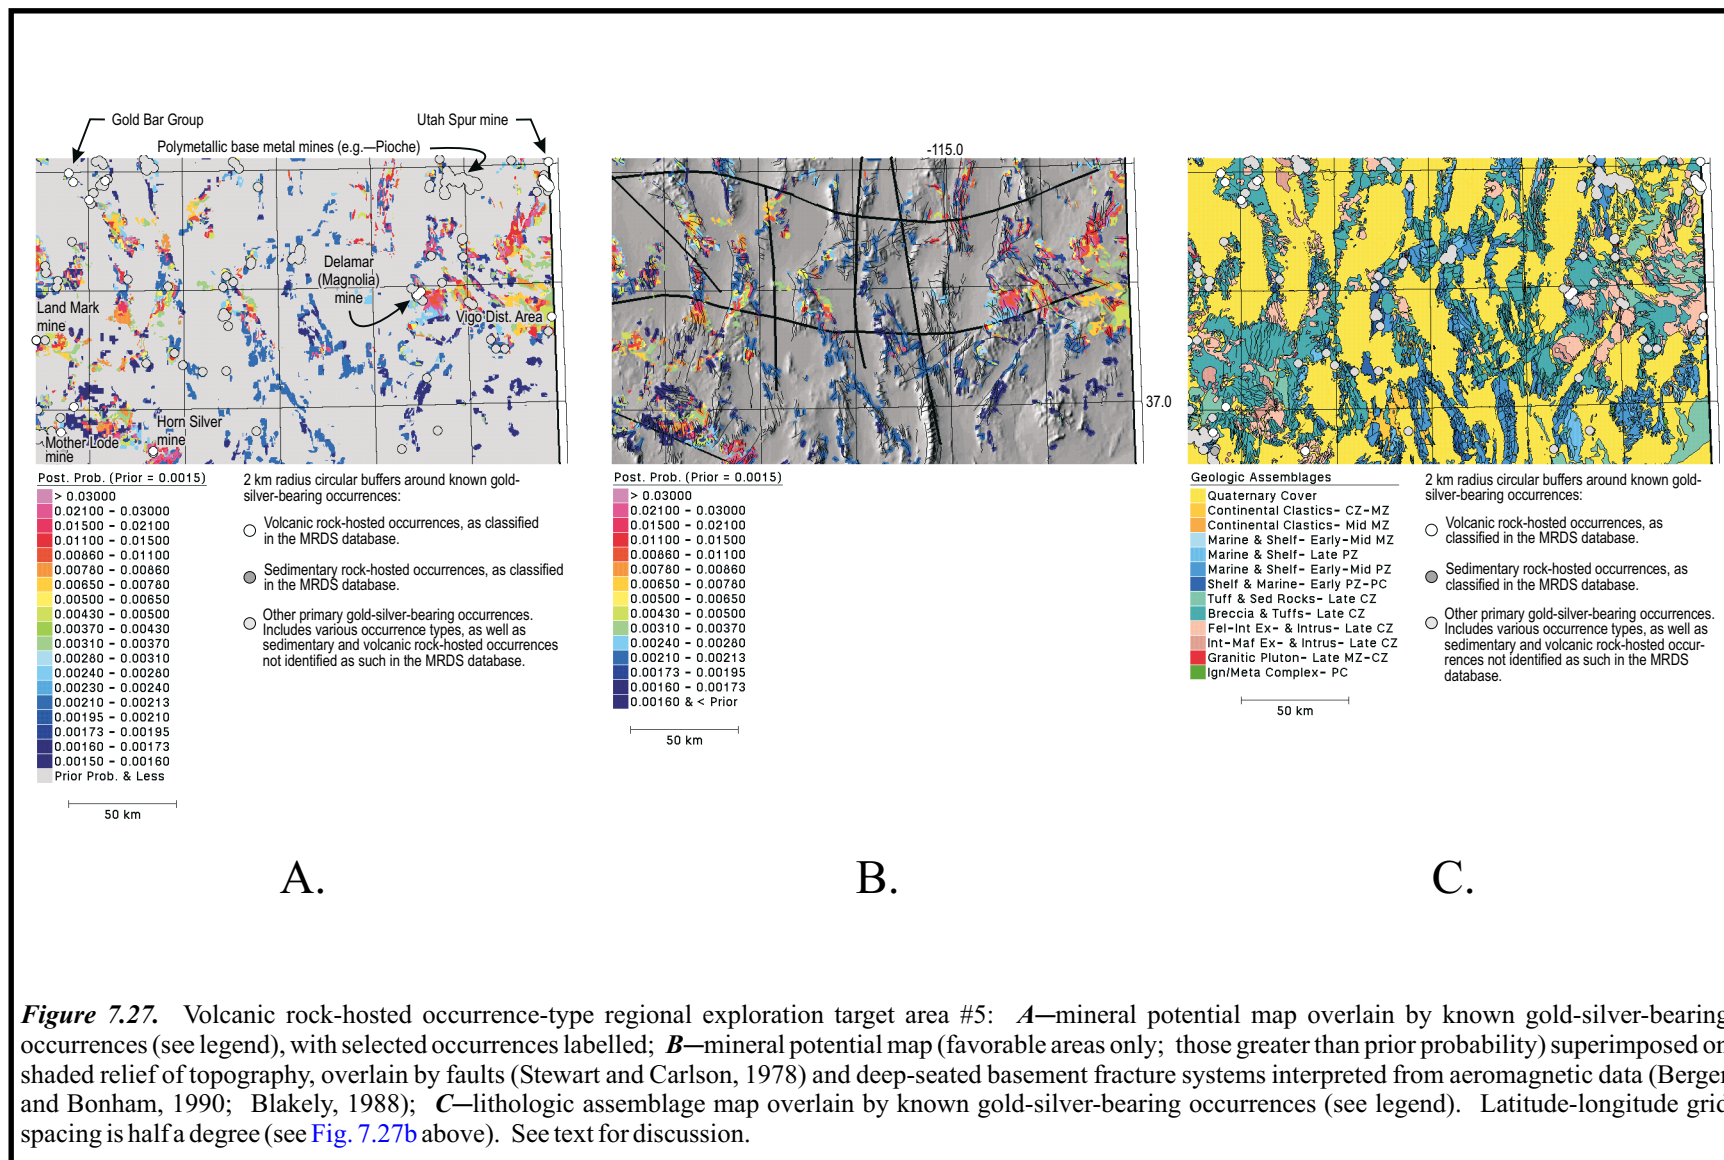 Gold Bar Group
Utah Spur mine
Polymetallic base metal mines (e.g.—Pioche)
Delamar
(Magnolia)
mine
Land Mark
mine
Vigo Dist. Area
Horn Silver
mine
Mother Lode
mine
Post. Prob. (Prior = 0.0015)
> 0.03000
0.02100 - 0.03000
0.01500 - 0.02100
0.01100 - 0.01500
0.00860 - 0.01100
0.00780 - 0.00860
0.00650 - 0.00780
0.00500 - 0.00650
0.00430 - 0.00500
0.00370 - 0.00430
0.00310 - 0.00370
0.00280 - 0.00310
0.00240 - 0.00280
0.00230 - 0.00240
0.00210 - 0.00213
0.00195 - 0.00210
0.00173 - 0.00195
0.00160 - 0.00173
0.00150 - 0.00160
Prior Prob. & Less
50 km
2 km radius circular buffers around known gold-
silver-bearing occurrences:
Volcanic rock-hosted occurrences, as classified
in the MRDS database.
Sedimentary rock-hosted occurrences, as classified
in the MRDS database.
Other primary gold-silver-bearing occurrences.
Includes various occurrence types, as well as
sedimentary and volcanic rock-hosted occurrences
not identified as such in the MRDS database.
A.
-115.0
37.0
Post. Prob. (Prior = 0.0015)
> 0.03000
0.02100 - 0.03000
0.01500 - 0.02100
0.01100 - 0.01500
0.00860 - 0.01100
0.00780 - 0.00860
0.00650 - 0.00780
0.00500 - 0.00650
0.00430 - 0.00500
0.00310 - 0.00370
0.00240 - 0.00280
0.00210 - 0.00213
0.00173 - 0.00195
0.00160 - 0.00173
0.00160 & < Prior
50 km
B.
Geologic Assemblages
Quaternary Cover
Continental Clastics- CZ-MZ
Continental Clastics- Mid MZ
Marine & Shelf- Early-Mid MZ
Marine & Shelf- Late PZ
Marine & Shelf- Early-Mid PZ
Shelf & Marine- Early PZ-PC
Tuff & Sed Rocks- Late CZ
Breccia & Tuffs- Late CZ
Fel-Int Ex- & Intrus- Late CZ
Int-Maf Ex- & Intrus- Late CZ
Granitic Pluton- Late MZ-CZ
Ign/Meta Complex- PC
50 km
2 km radius circular buffers around known gold-
silver-bearing occurrences:
Volcanic rock-hosted occurrences, as
classified in the MRDS database.
Sedimentary rock-hosted occurrences, as
classified in the MRDS database.
Other primary gold-silver-bearing occurrences.
Includes various occurrence types, as well as
sedimentary and volcanic rock-hosted occur-
rences not identified as such in the MRDS
database.
C.
Figure 7.27. Volcanic rock-hosted occurrence-type regional exploration target area #5: A—mineral potential map overlain by known gold-silver-bearing
occurrences (see legend), with selected occurrences labelled; B—mineral potential map (favorable areas only; those greater than prior probability) superimposed on
shaded relief of topography, overlain by faults (Stewart and Carlson, 1978) and deep-seated basement fracture systems interpreted from aeromagnetic data (Berger
and Bonham, 1990; Blakely, 1988); C—lithologic assemblage map overlain by known gold-silver-bearing occurrences (see legend). Latitude-longitude grid
spacing is half a degree (see Fig. 7.27b above). See text for discussion.